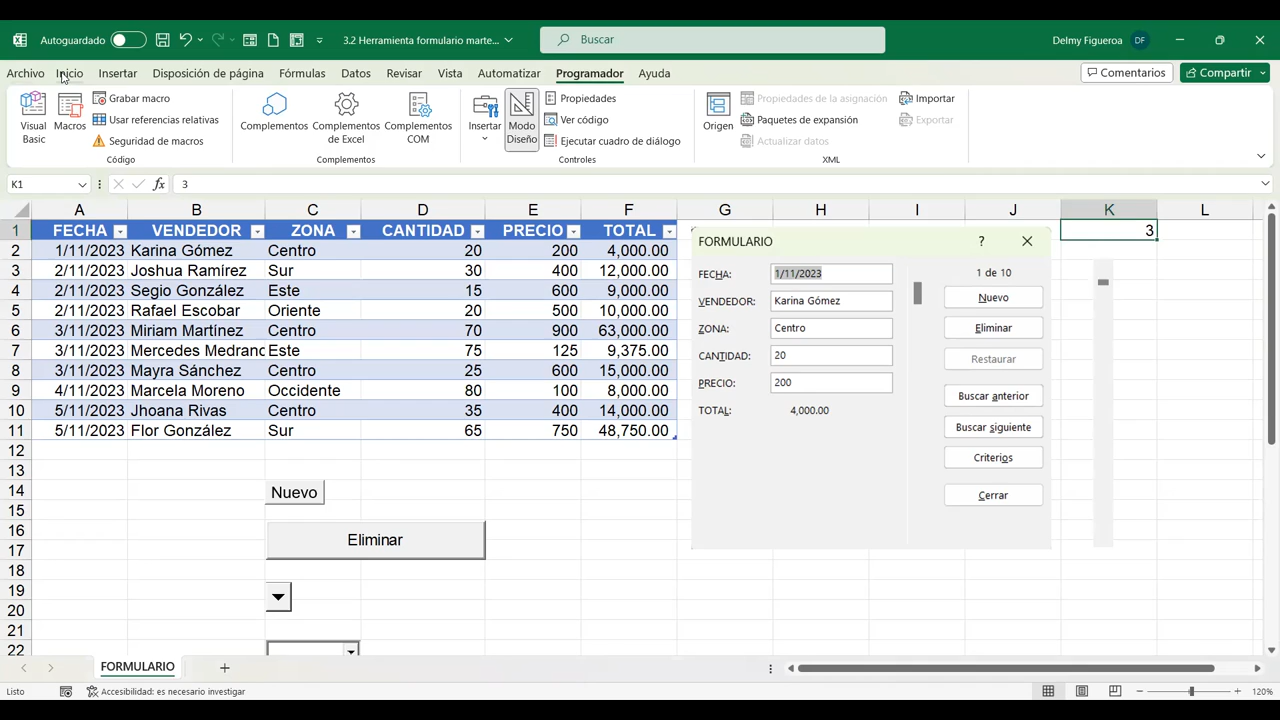 Autoguardado
3.2 Herramienta formulario marte...
Buscar
Delmy Figueroa DF
Archivo Inicio Insertar Disposición de página Fórmulas Datos Revisar Vista Automatizar Programador Ayuda
Comentarios Compartir
Visual Basic
Macros
Grabar macro
Usar referencias relativas
Seguridad de macros
Código
Complementos
Complementos de Excel
Complementos COM
Complementos
Insertar
Modo Diseño
Propiedades
Ver código
Ejecutar cuadro de diálogo
Controles
Origen
Propiedades de la asignación
Paquetes de expansión
Actualizar datos
Importar
Exportar
XML
K1 fx 3
A B C D E F G H I J K L
1 FECHA VENDEDOR ZONA CANTIDAD PRECIO TOTAL 3
2 1/11/2023 Karina Gómez Centro 20 200 4,000.00
3 2/11/2023 Joshua Ramírez Sur 30 400 12,000.00
4 2/11/2023 Segio González Este 15 600 9,000.00
5 2/11/2023 Rafael Escobar Oriente 20 500 10,000.00
6 3/11/2023 Miriam Martínez Centro 70 900 63,000.00
7 3/11/2023 Mercedes Medrano Este 75 125 9,375.00
8 3/11/2023 Mayra Sánchez Centro 25 600 15,000.00
9 4/11/2023 Marcela Moreno Occidente 80 100 8,000.00
10 5/11/2023 Jhoana Rivas Centro 35 400 14,000.00
11 5/11/2023 Flor González Sur 65 750 48,750.00
12
13
14 Nuevo
15
16 Eliminar
17
18
19
20
21
22
FORMULARIO ?
FECHA: 1/11/2023
VENDEDOR: Karina Gómez
ZONA: Centro
CANTIDAD: 20
PRECIO: 200
TOTAL: 4,000.00
1 de 10
Nuevo
Eliminar
Restaurar
Buscar anterior
Buscar siguiente
Criterios
Cerrar
FORMULARIO
Listo
Accesibilidad: es necesario investigar
120%